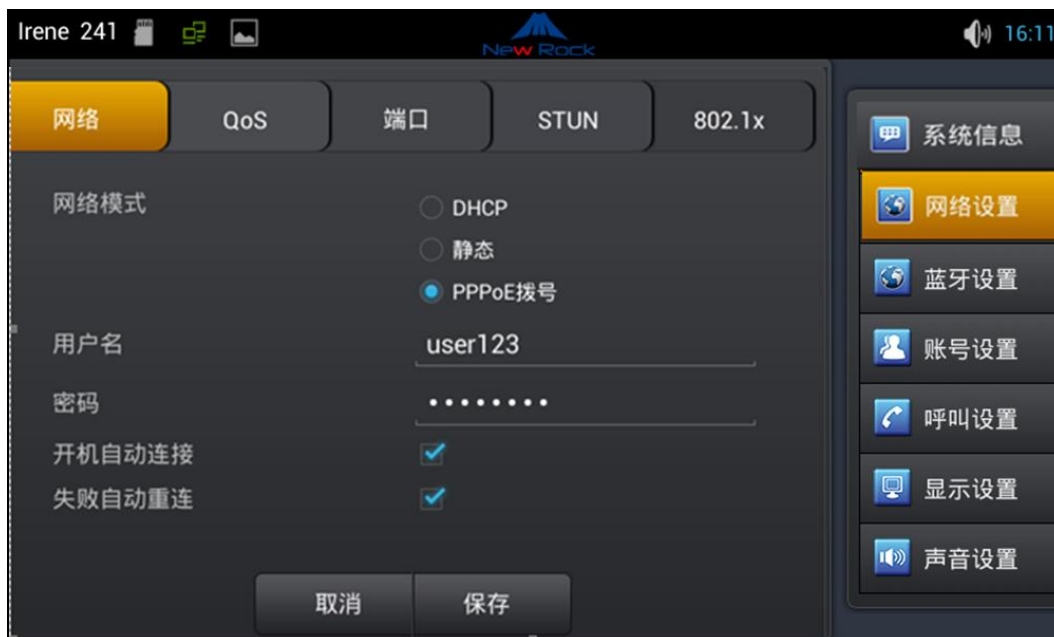 Irene 241
New Rock
16:11
网络 QoS 端口 STUN 802.1x
网络模式 DHCP
静态
PPPoE拨号
用户名 user123
密码 ••••••••
开机自动连接
失败自动重连
取消 保存
系统信息
网络设置
蓝牙设置
账号设置
呼叫设置
显示设置
声音设置